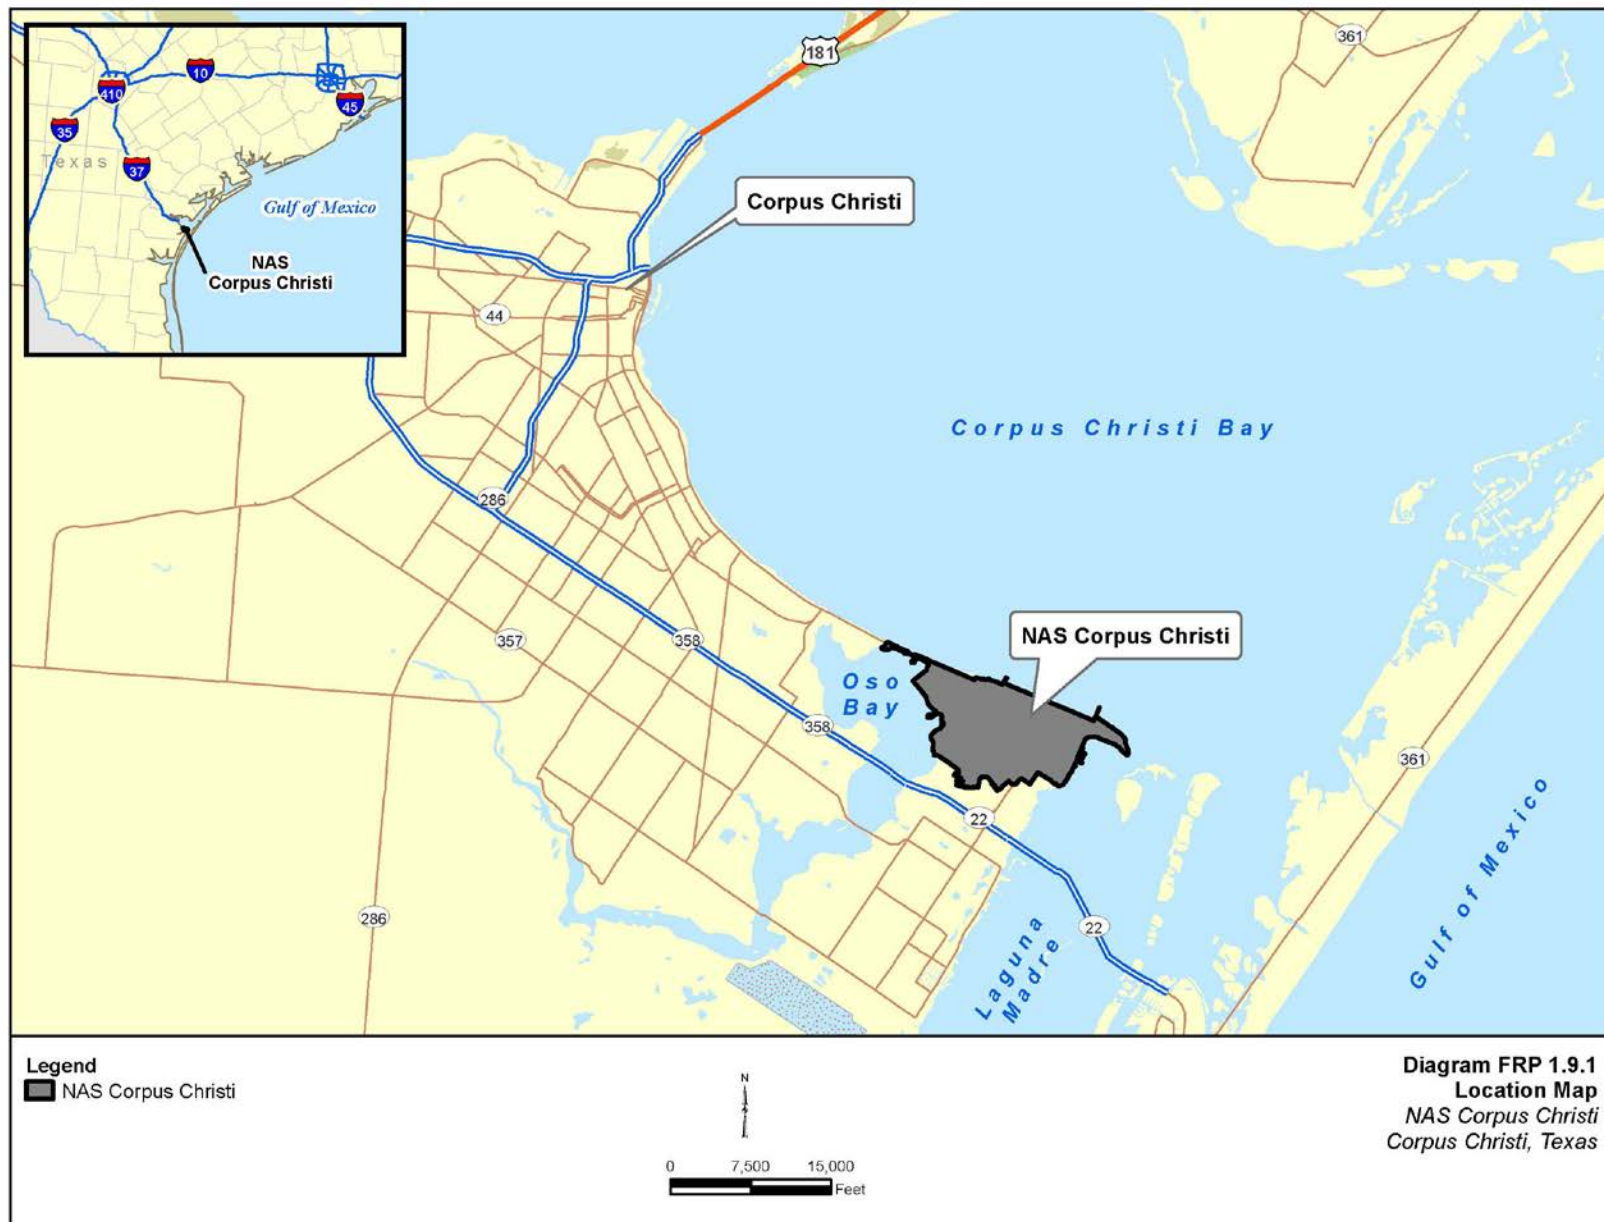 10
410
45
35
Texas
37
Gulf of Mexico
NAS
Corpus Christi
181
361
Corpus Christi
44
Corpus Christi Bay
286
NAS Corpus Christi
357
358
Oso
Bay
358
361
22
Gulf of Mexico
286
22
Laguna
Madre
Legend
NAS Corpus Christi
N
0 7,500 15,000
Feet
Diagram FRP 1.9.1
Location Map
NAS Corpus Christi
Corpus Christi, Texas